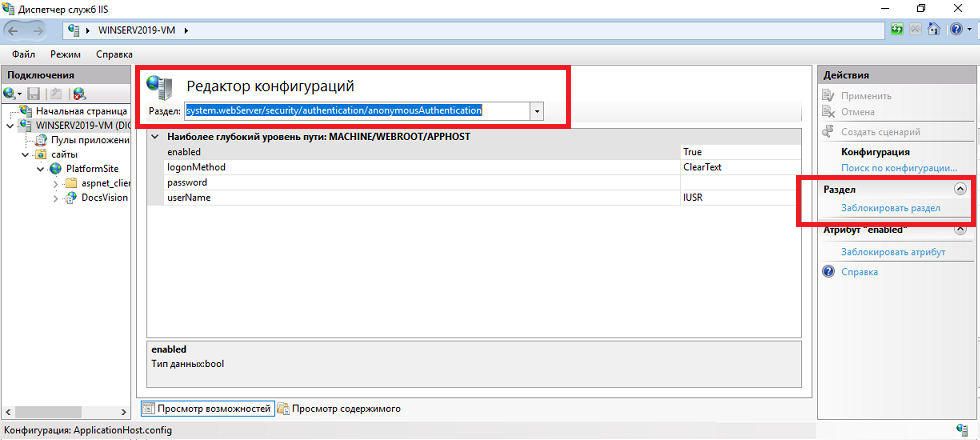 Диспетчер служб IIS
WINSERV2019-VM
Файл Режим Справка
Подключения
Начальная страница
WINSERV2019-VM (DIG
Пулы приложени
сайты
PlatformSite
aspnet_clien
DocsVision
Редактор конфигураций
Раздел: system.webServer/security/authentication/anonymousAuthentication
Наиболее глубокий уровень пути: MACHINE/WEBROOT/APPHOST
enabled True
logonMethod ClearText
password
userName IUSR
enabled
Тип данных:bool
Просмотр возможностей Просмотр содержимого
Действия
Применить
Отмена
Создать сценарий
Конфигурация
Поиск по конфигурации...
Раздел
Заблокировать раздел
Атрибут "enabled"
Заблокировать атрибут
Справка
Конфигурация: ApplicationHost.config